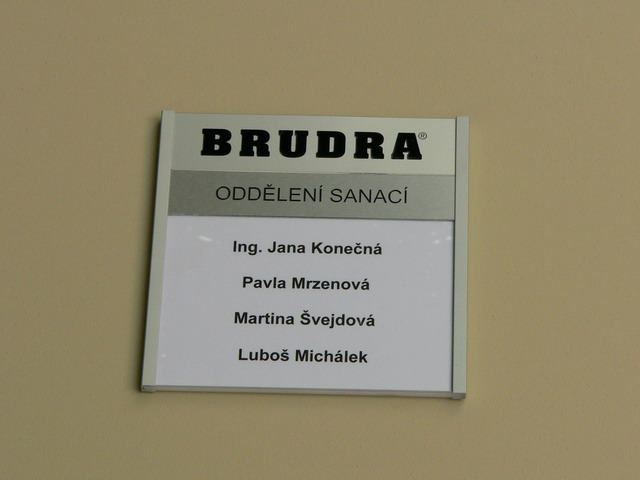 BRUDRA®
ODDĚLENÍ SANACÍ
Ing. Jana Konečná
Pavla Mrzenová
Martina Švejdová
Luboš Michálek